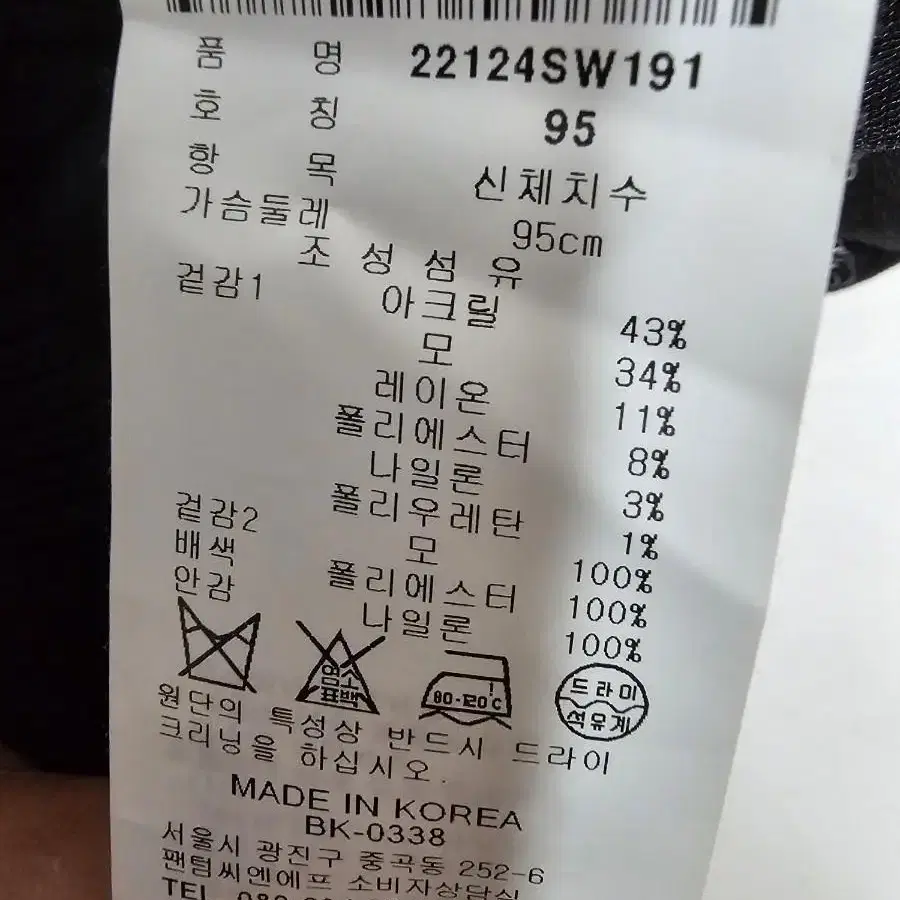 품 명 22124SW191
호 칭 95
항 목 신체치수
가슴둘레 95cm
조 성 섬 유
겉감1 아크릴 43%
모 34%
레이온 11%
폴리에스터 8%
나일론 3%
폴리우레탄 1%
겉감2 모 100%
배색 폴리에스터 100%
안감 나일론 100%
염소 표백
80-120℃
드라이
석유계
원단의 특성상 반드시 드라이
크리닝을 하십시오.
MADE IN KOREA
BK-0338
서울시 광진구 중곡동 252-6
팬텀씨엔에프 소비자상담실
TEL